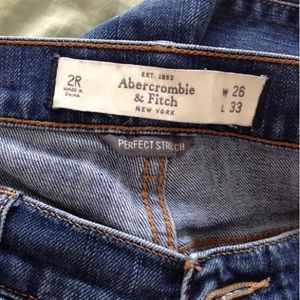 EST. 1892
2R
MADE IN
CHINA
Abercrombie
& Fitch
NEW YORK
W 26
L 33
PERFECT STRETCH